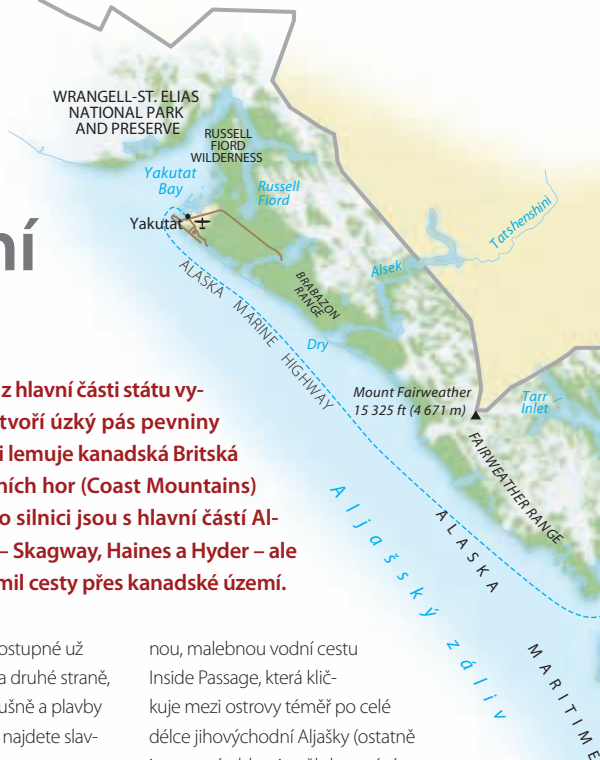 WRANGELL-ST. ELIAS
NATIONAL PARK
AND PRESERVE
RUSSELL
FIORD
WILDERNESS
Yakutat
Bay
Russell
Fiord
Yakutat
ní
Tatshenshini
Alsek
BRABAZON
RANGE
ALASKA MARINE HIGHWAY
Dry
Mount Fairweather
15 325 ft (4 671 m)
Tarr
Inlet
FAIRWEATHER RANGE
Aljašský záliv
ALASKA
MARITIME
z hlavní části státu vy-
tvoří úzký pás pevniny
i lemuje kanadská Britská
ních hor (Coast Mountains)
o silnici jsou s hlavní částí Al-
– Skagway, Haines a Hyder – ale
mil cesty přes kanadské území.
ostupné už
a druhé straně,
ušně a plavby
najdete slav-
nou, malebnou vodní cestu
Inside Passage, která klič-
kuje mezi ostrovy téměř po celé
délce jihovýchodní Aljašky (ostatně